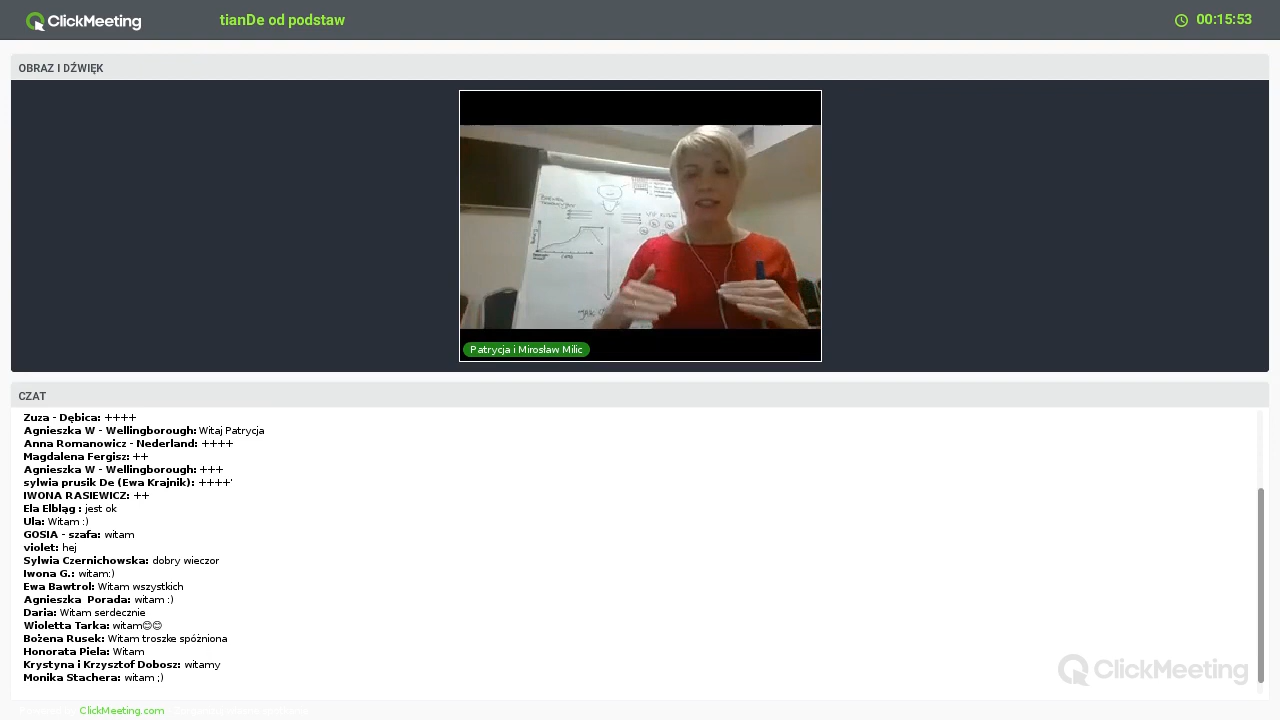 ClickMeeting
tianDe od podstaw
00:15:53
OBRAZ I DŹWIĘK
Patrycja i Mirosław Milic
CZAT
Zuza - Dębica: ++++
Agnieszka W - Wellingborough: Witaj Patrycja
Anna Romanowicz - Nederland: ++++
Magdalena Fergisz: ++
Agnieszka W - Wellingborough: +++
sylwia prusik De (Ewa Krajnik): ++++'
IWONA RASIEWICZ: ++
Ela Elbląg : jest ok
Ula: Witam :)
GOSIA - szafa: witam
violet: hej
Sylwia Czernichowska: dobry wieczor
Iwona G.: witam:)
Ewa Bawtrol: Witam wszystkich
Agnieszka  Porada: witam :)
Daria: Witam serdecznie
Wioletta Tarka: witam😊😊
Bożena Rusek: Witam troszke spóżniona
Honorata Piela: Witam
Krystyna i Krzysztof Dobosz: witamy
Monika Stachera: witam ;)
ClickMeeting
ClickMeeting.com